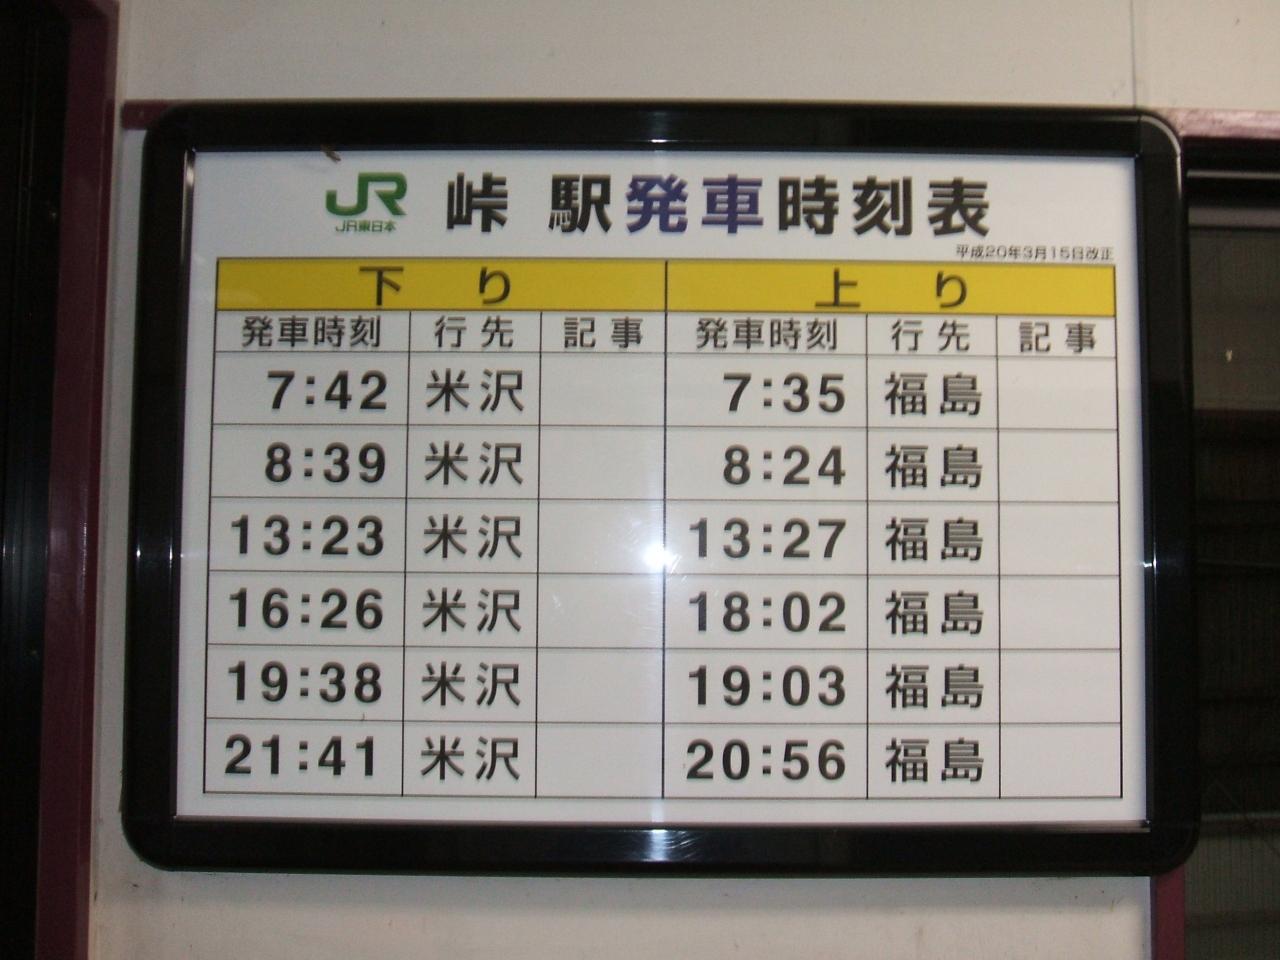 JR
JR東日本
峠 駅発車時刻表
平成20年3月15日改正
下り 上り
発車時刻 行先 記事 発車時刻 行先 記事
7:42 米沢 7:35 福島
8:39 米沢 8:24 福島
13:23 米沢 13:27 福島
16:26 米沢 18:02 福島
19:38 米沢 19:03 福島
21:41 米沢 20:56 福島